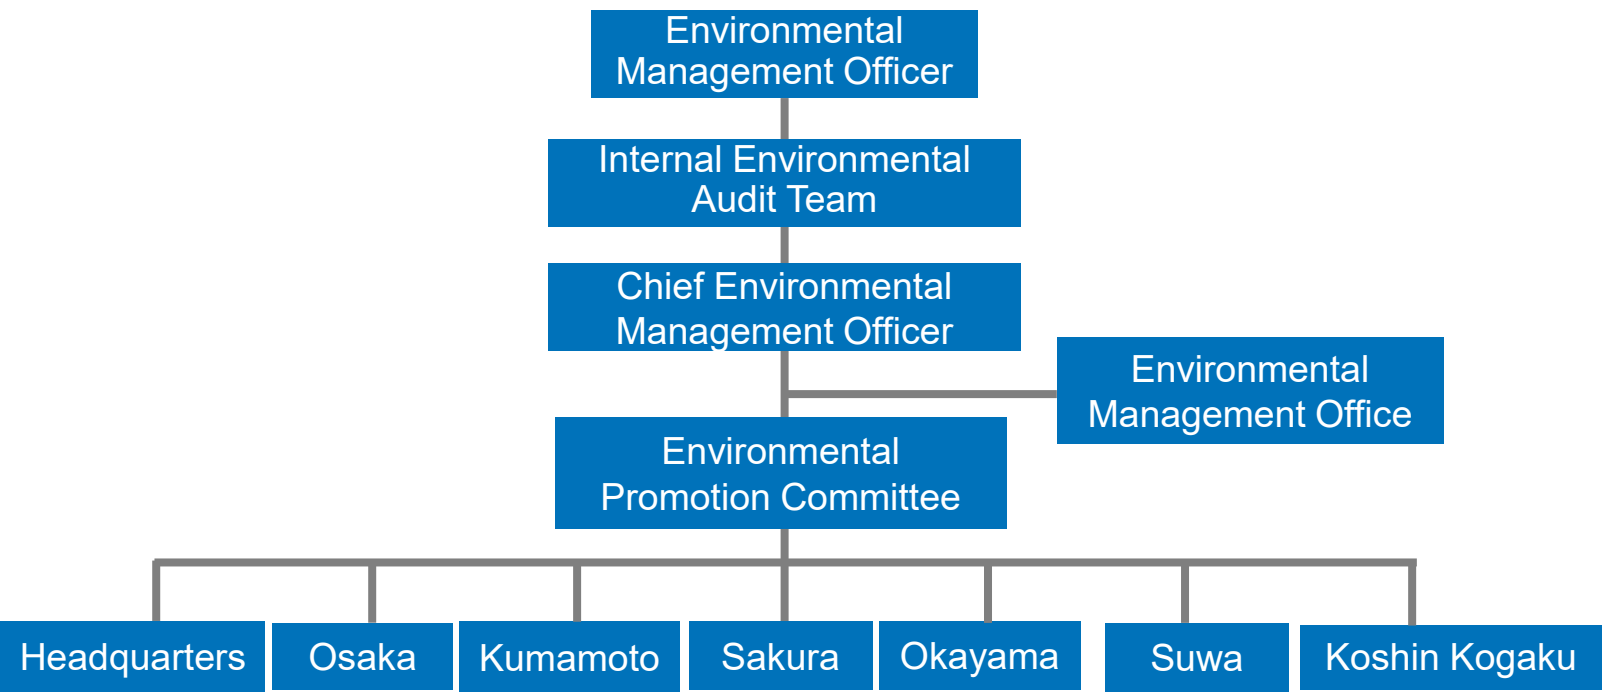 Environmental
Management Officer
Internal Environmental
Audit Team
Chief Environmental
Management Officer
Environmental
Management Office
Environmental
Promotion Committee
Headquarters
Osaka
Kumamoto
Sakura
Okayama
Suwa
Koshin Kogaku